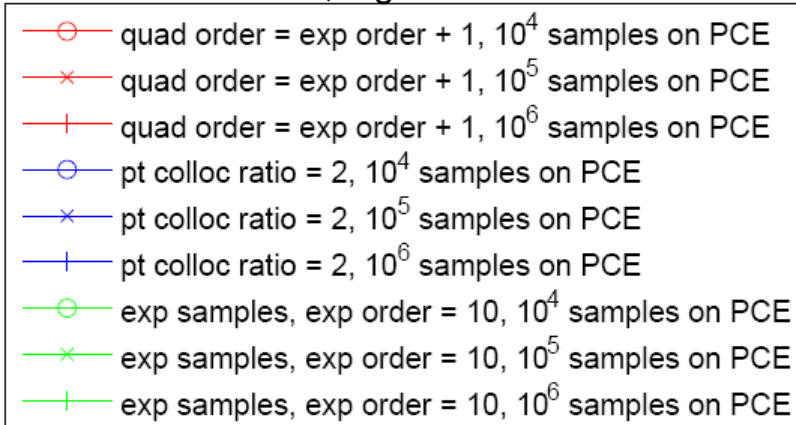 quad order = exp order + 1, 10^4 samples on PCE
quad order = exp order + 1, 10^5 samples on PCE
quad order = exp order + 1, 10^6 samples on PCE
pt colloc ratio = 2, 10^4 samples on PCE
pt colloc ratio = 2, 10^5 samples on PCE
pt colloc ratio = 2, 10^6 samples on PCE
exp samples, exp order = 10, 10^4 samples on PCE
exp samples, exp order = 10, 10^5 samples on PCE
exp samples, exp order = 10, 10^6 samples on PCE